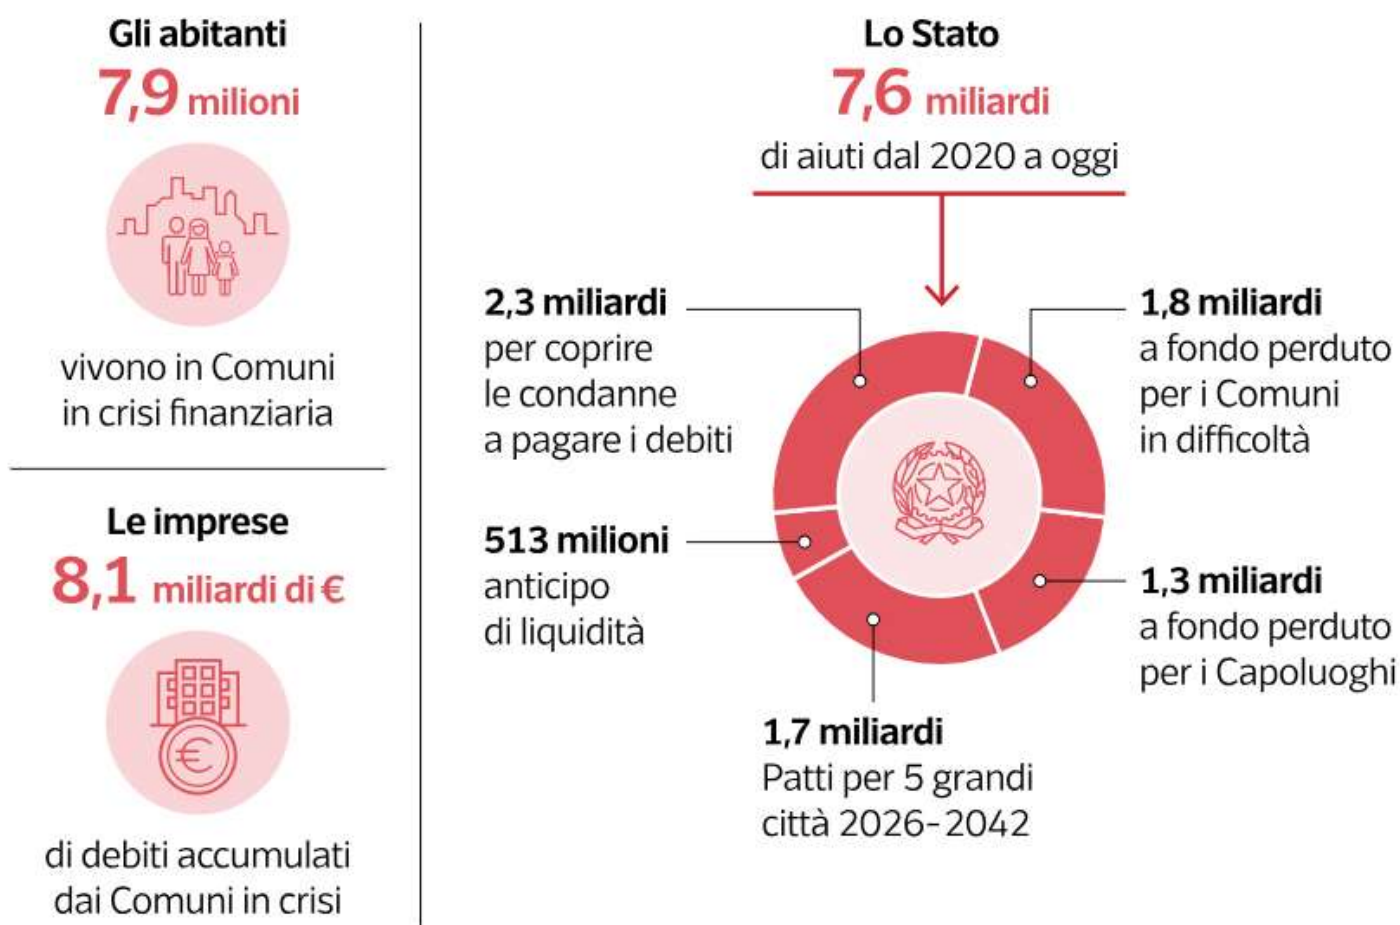 Gli abitanti
7,9 milioni
vivono in Comuni
in crisi finanziaria
Le imprese
8,1 miliardi di €
di debiti accumulati
dai Comuni in crisi
Lo Stato
7,6 miliardi
di aiuti dal 2020 a oggi
2,3 miliardi
per coprire
le condanne
a pagare i debiti
513 milioni
anticipo
di liquidità
1,7 miliardi
Patti per 5 grandi
città 2026-2042
1,8 miliardi
a fondo perduto
per i Comuni
in difficoltà
1,3 miliardi
a fondo perduto
per i Capoluoghi
€